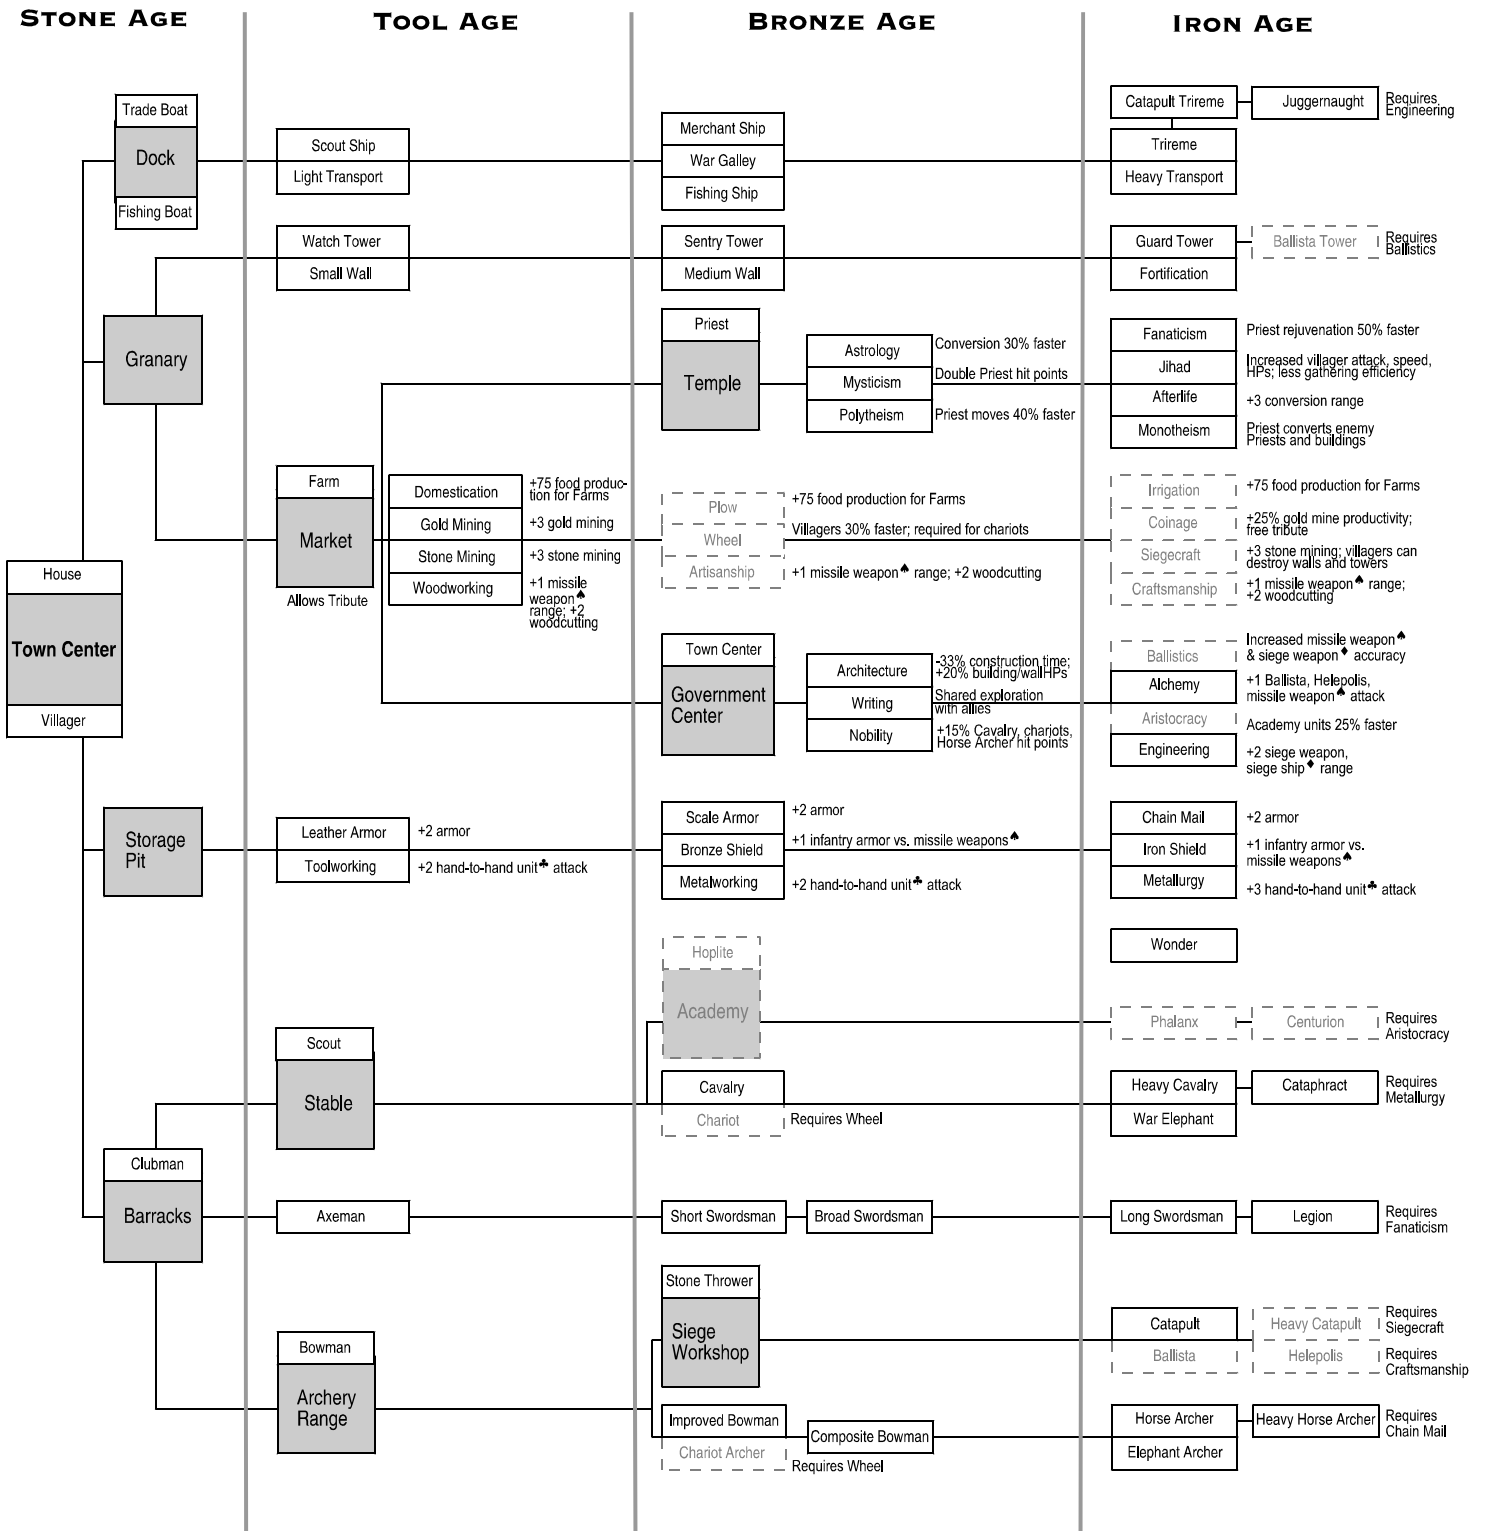 STONE AGE
TOOL AGE
BRONZE AGE
IRON AGE
Trade Boat
Dock
Fishing Boat
Scout Ship
Light Transport
Merchant Ship
War Galley
Fishing Ship
Catapult Trireme
Juggernaught
Requires
Engineering
Trireme
Heavy Transport
Watch Tower
Small Wall
Sentry Tower
Medium Wall
Guard Tower
Fortification
Ballista Tower
Requires
Ballistics
Granary
Priest
Temple
Astrology
Conversion 30% faster
Mysticism
Double Priest hit points
Polytheism
Priest moves 40% faster
Fanaticism
Priest rejuvenation 50% faster
Jihad
Increased villager attack, speed,
HPs; less gathering efficiency
Afterlife
+3 conversion range
Monotheism
Priest converts enemy
Priests and buildings
Farm
Market
Allows Tribute
Domestication
+75 food produc-
tion for Farms
Gold Mining
+3 gold mining
Stone Mining
+3 stone mining
Woodworking
+1 missile
weapon♠
range; +2
woodcutting
Plow
+75 food production for Farms
Wheel
Villagers 30% faster; required for chariots
Artisanship
+1 missile weapon♠ range; +2 woodcutting
Irrigation
+75 food production for Farms
Coinage
+25% gold mine productivity;
free tribute
Siegecraft
+3 stone mining; villagers can
destroy walls and towers
Craftsmanship
+1 missile weapon♠ range;
+2 woodcutting
House
Town Center
Villager
Town Center
Government
Center
Architecture
-33% construction time;
+20% building/wallHPs
Writing
Shared exploration
with allies
Nobility
+15% Cavalry, chariots,
Horse Archer hit points
Ballistics
Increased missile weapon♠
& siege weapon♦ accuracy
Alchemy
+1 Ballista, Helepolis,
missile weapon♠ attack
Aristocracy
Academy units 25% faster
Engineering
+2 siege weapon,
siege ship♦ range
Storage
Pit
Leather Armor
+2 armor
Toolworking
+2 hand-to-hand unit♣ attack
Scale Armor
+2 armor
Bronze Shield
+1 infantry armor vs. missile weapons♠
Metalworking
+2 hand-to-hand unit♣ attack
Chain Mail
+2 armor
Iron Shield
+1 infantry armor vs.
missile weapons♠
Metallurgy
+3 hand-to-hand unit♣ attack
Wonder
Hoplite
Academy
Phalanx
Centurion
Requires
Aristocracy
Scout
Stable
Cavalry
Chariot
Requires Wheel
Heavy Cavalry
War Elephant
Cataphract
Requires
Metallurgy
Clubman
Barracks
Axeman
Short Swordsman
Broad Swordsman
Long Swordsman
Legion
Requires
Fanaticism
Stone Thrower
Siege
Workshop
Catapult
Ballista
Heavy Catapult
Requires
Siegecraft
Helepolis
Requires
Craftsmanship
Bowman
Archery
Range
Improved Bowman
Chariot Archer
Requires Wheel
Composite Bowman
Horse Archer
Elephant Archer
Heavy Horse Archer
Requires
Chain Mail